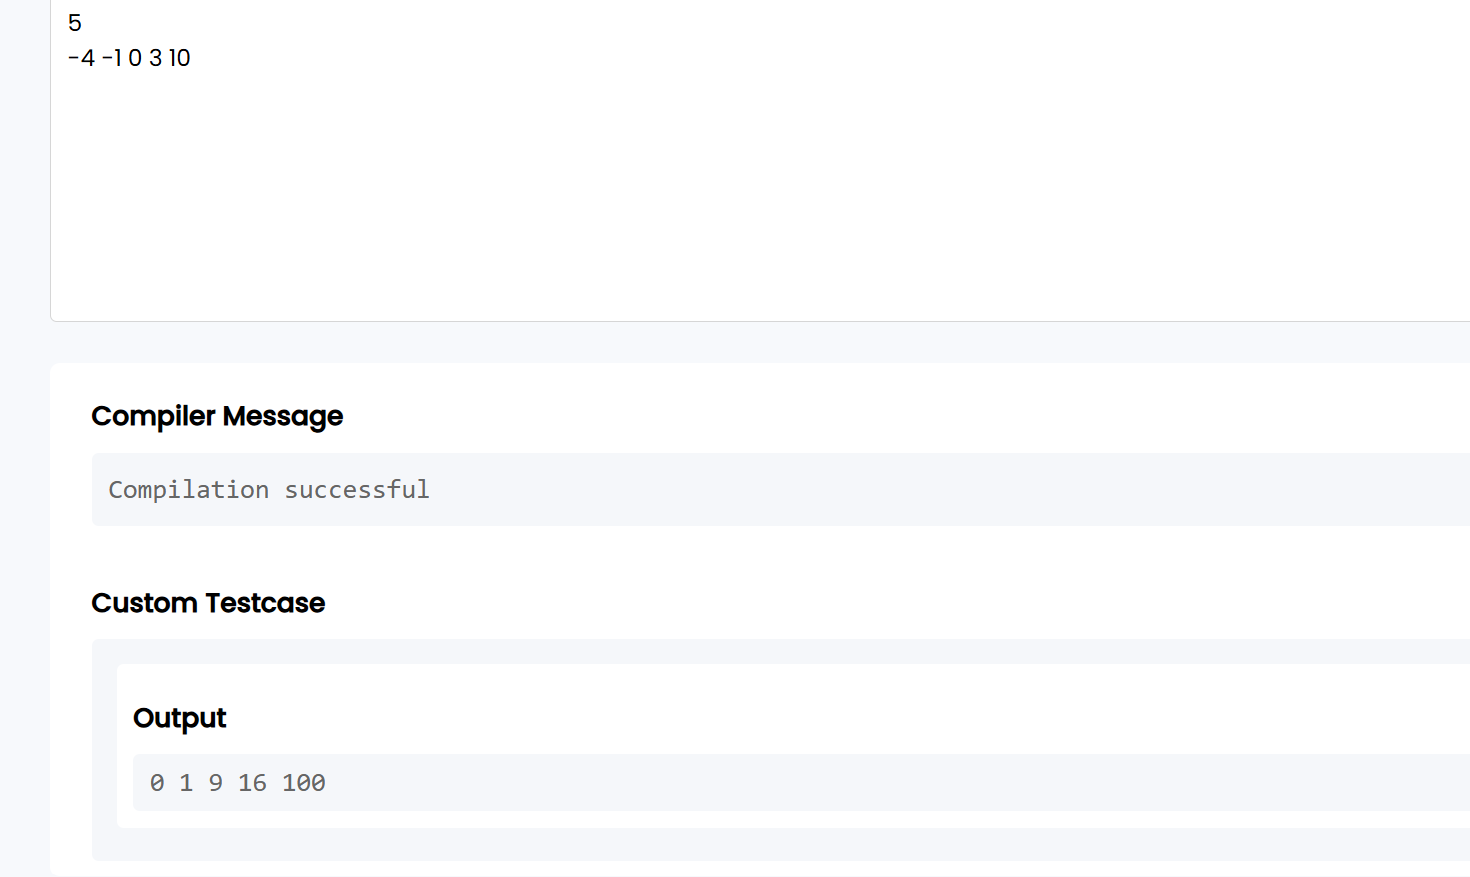 5
-4 -1 0 3 10
Compiler Message
Compilation successful
Custom Testcase
Output
0 1 9 16 100